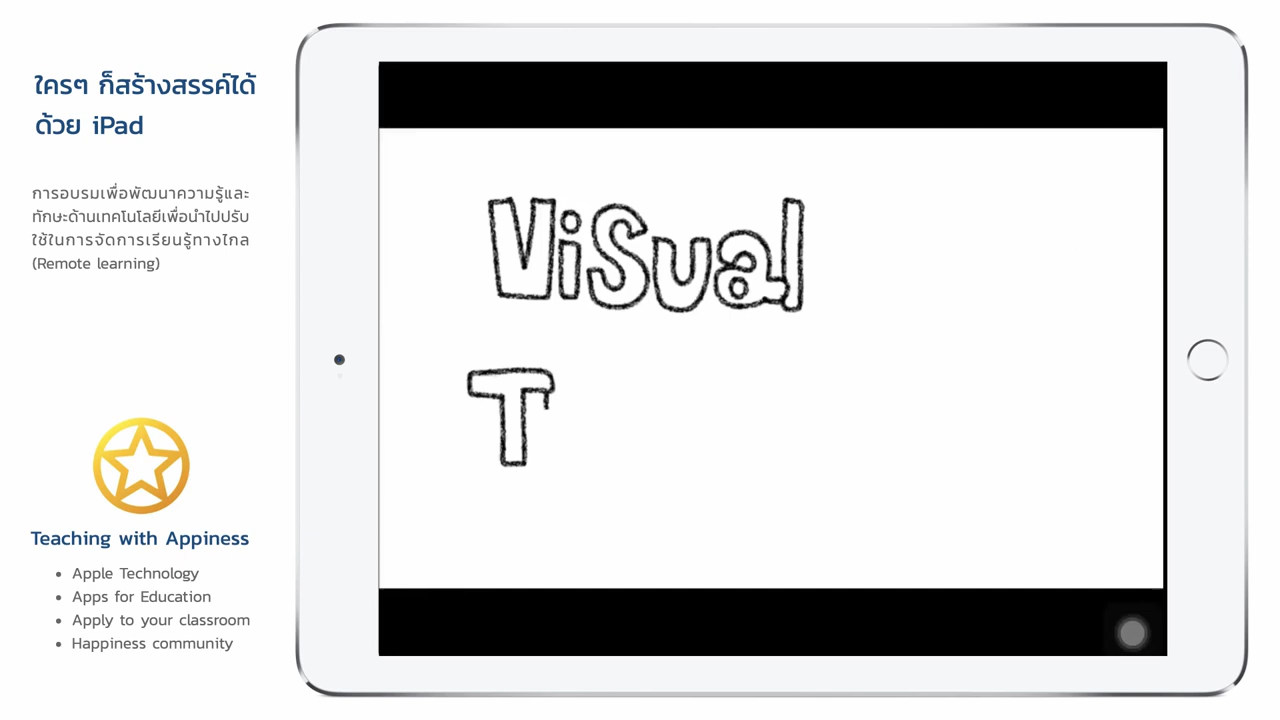 ใครๆ ก็สร้างสรรค์ได้
ด้วย iPad
การอบรมเพื่อพัฒนาความรู้และ
ทักษะด้านเทคโนโลยีเพื่อนำไปปรับ
ใช้ในการจัดการเรียนรู้ทางไกล
(Remote learning)
Teaching with Appiness
• Apple Technology
• Apps for Education
• Apply to your classroom
• Happiness community
ViSual
T